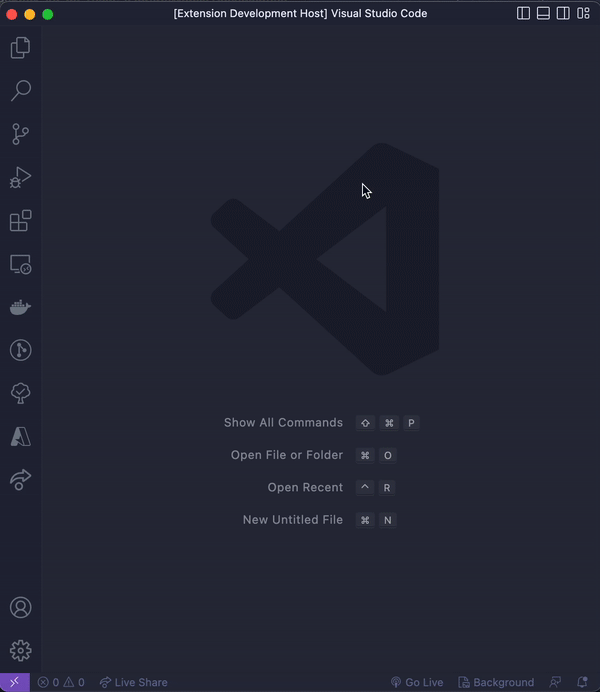 [Extension Development Host] Visual Studio Code
Show All Commands ⇧ ⌘ P
Open File or Folder ⌘ O
Open Recent ^ R
New Untitled File ⌘ N
0 0 Live Share Go Live Background